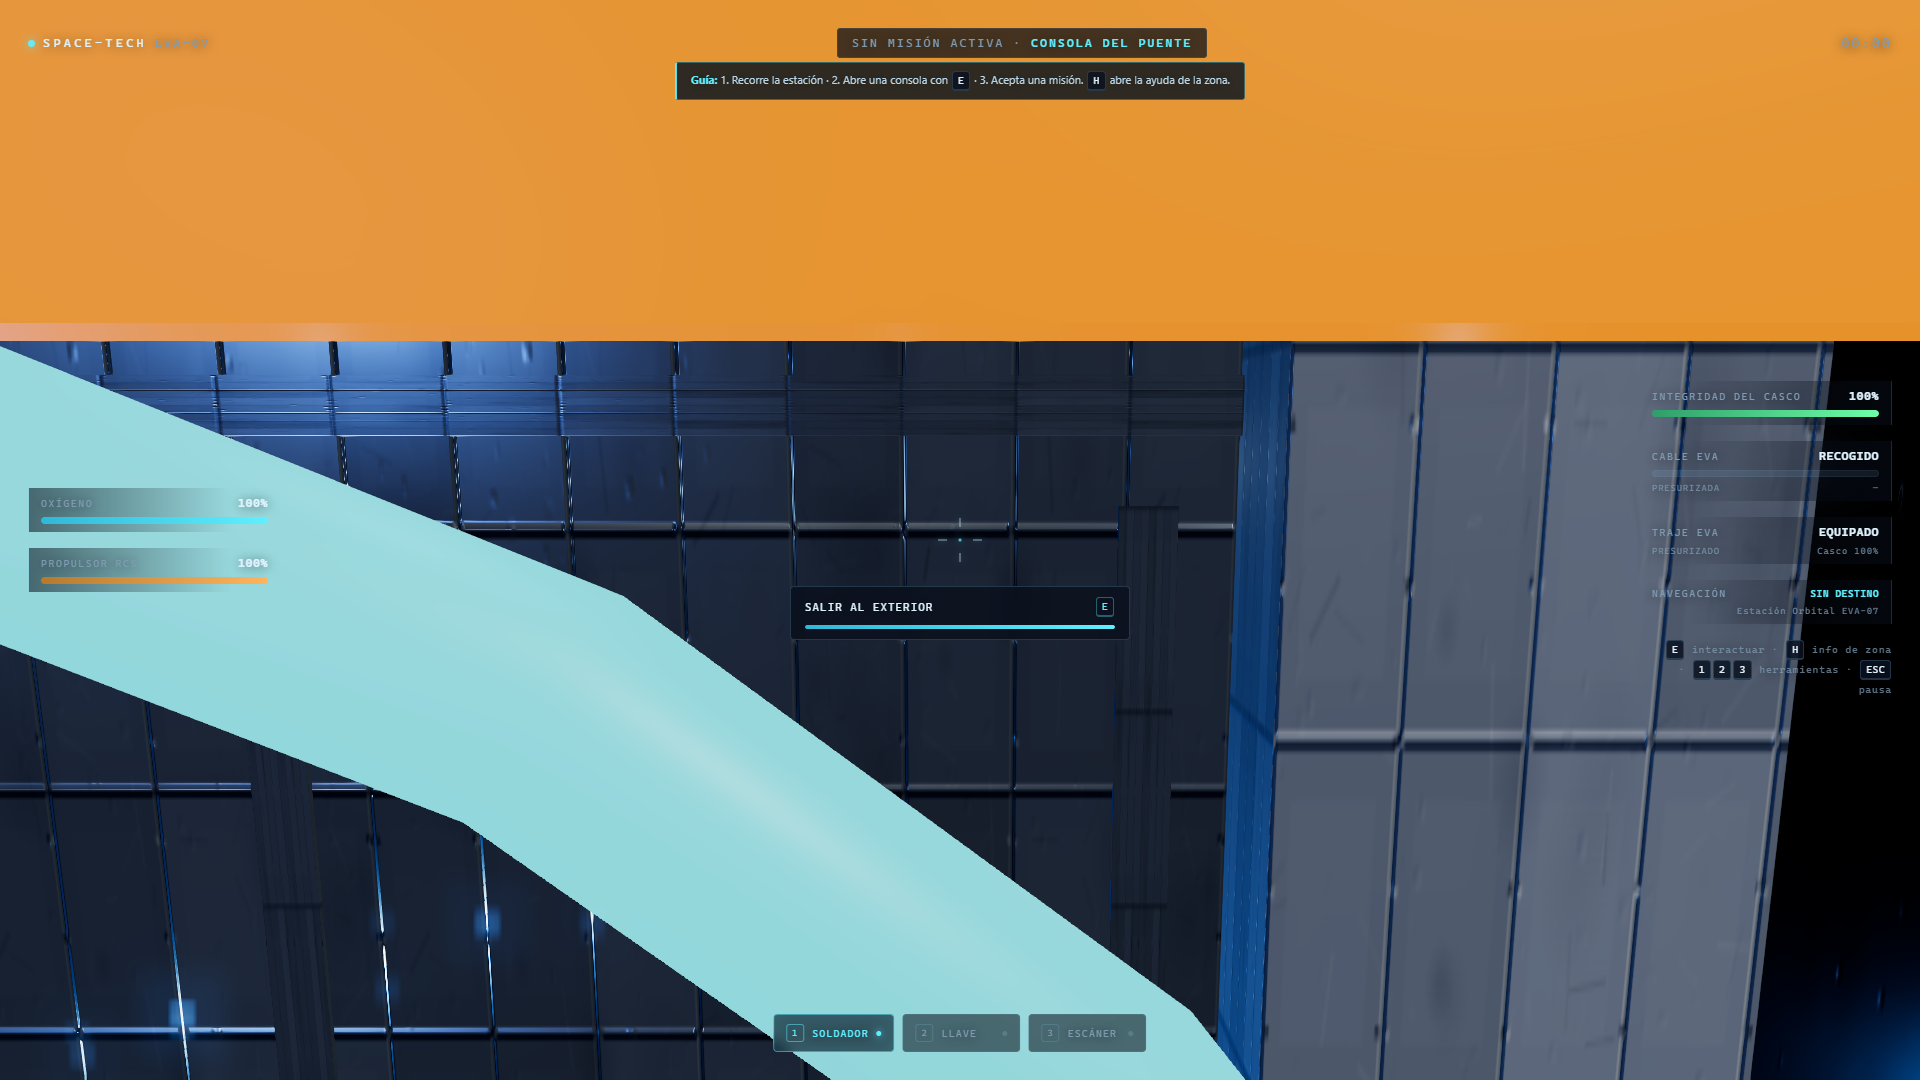 SPACE-TECH EVA-07
SIN MISIÓN ACTIVA · CONSOLA DEL PUENTE
Guía: 1. Recorre la estación · 2. Abre una consola con E · 3. Acepta una misión. H abre la ayuda de la zona.
INTEGRIDAD DEL CASCO 100%
CABLE EVA RECOGIDO
PRESURIZADA —
TRAJE EVA EQUIPADO
PRESURIZADO Casco 100%
NAVEGACIÓN SIN DESTINO
Estación Orbital EVA-07
E interactuar · H info de zona
· 1 2 3 herramientas · ESC
pausa
OXÍGENO 100%
PROPULSOR RCS 100%
SALIR AL EXTERIOR E
1 SOLDADOR
2 LLAVE
3 ESCÁNER